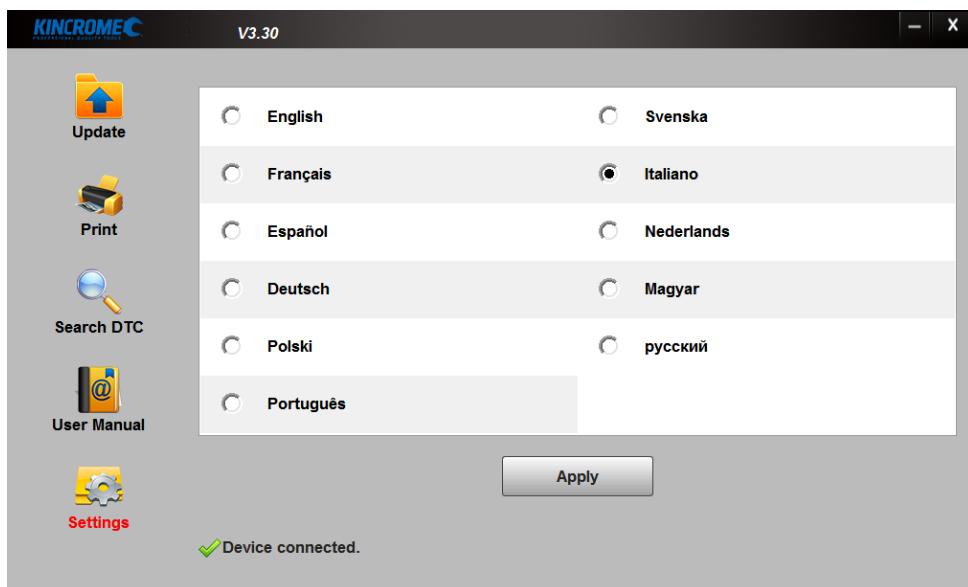 KINCROME
PROFESSIONAL QUALITY TOOLS
V3.30
X
Update
Print
Search DTC
User Manual
Settings
English
Svenska
Français
Italiano
Español
Nederlands
Deutsch
Magyar
Polski
русский
Português
Apply
Device connected.